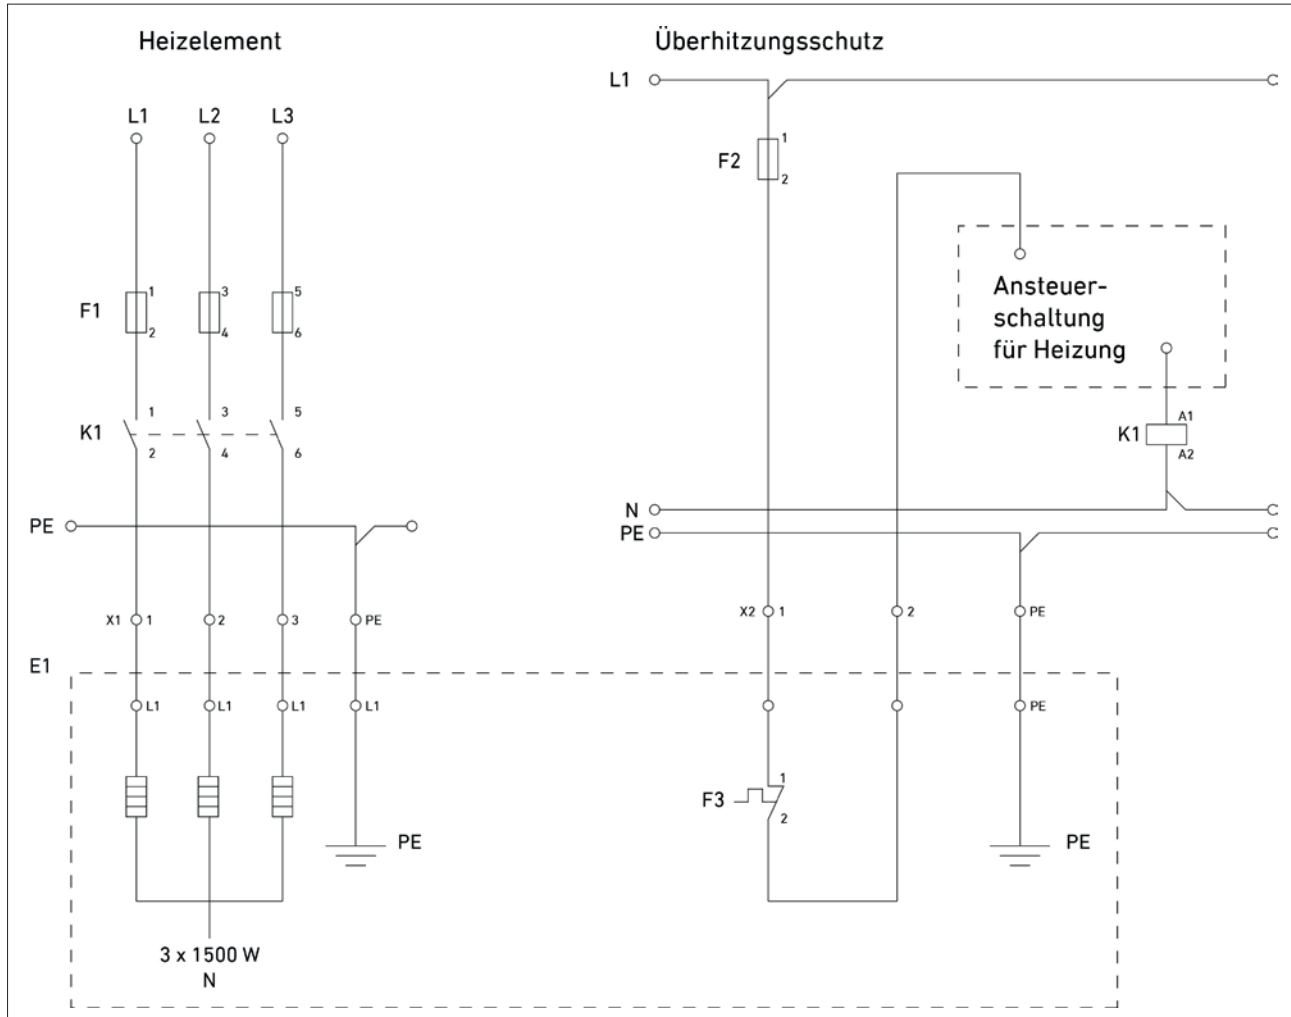 Heizelement
Überhitzungsschutz
L1
L1 L2 L3
1
F2
2
Ansteuer-
schaltung
für Heizung
1 3 5
F1
2 4 6
1 3 5
K1
2 4 6
A1
K1
A2
N
PE
PE
X1 1 2 3 PE
X2 1 2 PE
E1
L1 L1 L1 L1
PE
1
F3
2
PE
PE
3 x 1500 W
N